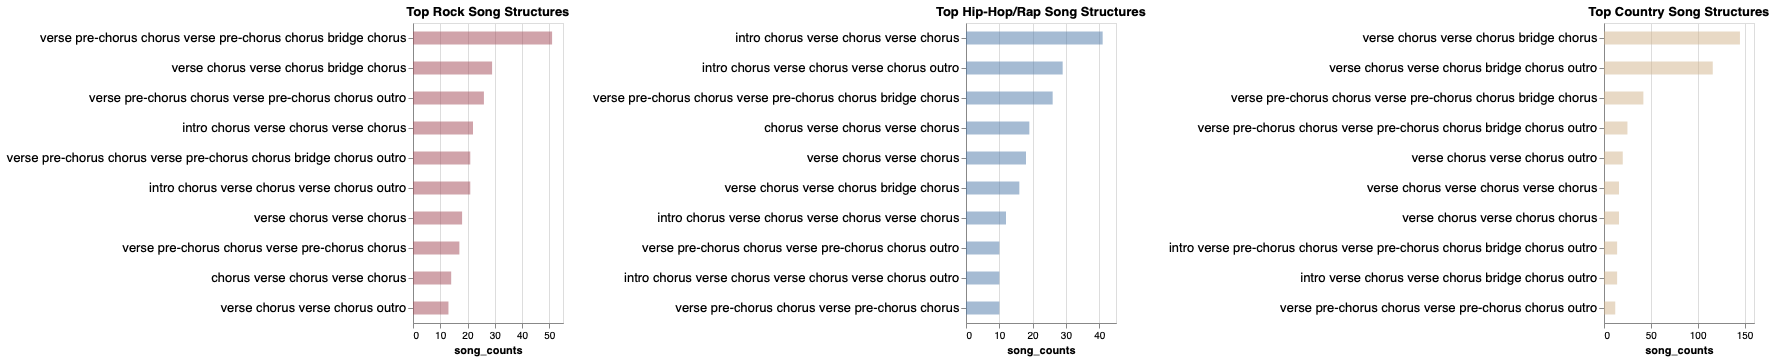 Top Rock Song Structures
verse pre-chorus chorus verse pre-chorus chorus bridge chorus
verse chorus verse chorus bridge chorus
verse pre-chorus chorus verse pre-chorus chorus outro
intro chorus verse chorus verse chorus
verse pre-chorus chorus verse pre-chorus chorus bridge chorus outro
intro chorus verse chorus verse chorus outro
verse chorus verse chorus
verse pre-chorus chorus verse pre-chorus chorus
chorus verse chorus verse chorus
verse chorus verse chorus outro
0 10 20 30 40 50
song_counts
Top Hip-Hop/Rap Song Structures
intro chorus verse chorus verse chorus
intro chorus verse chorus verse chorus outro
verse pre-chorus chorus verse pre-chorus chorus bridge chorus
chorus verse chorus verse chorus
verse chorus verse chorus
verse chorus verse chorus bridge chorus
intro chorus verse chorus verse chorus verse chorus
verse pre-chorus chorus verse pre-chorus chorus outro
intro chorus verse chorus verse chorus verse chorus outro
verse pre-chorus chorus verse pre-chorus chorus
0 10 20 30 40
song_counts
Top Country Song Structures
verse chorus verse chorus bridge chorus
verse chorus verse chorus bridge chorus outro
verse pre-chorus chorus verse pre-chorus chorus bridge chorus
verse pre-chorus chorus verse pre-chorus chorus bridge chorus outro
verse chorus verse chorus outro
verse chorus verse chorus verse chorus
verse chorus verse chorus chorus
intro verse pre-chorus chorus verse pre-chorus chorus bridge chorus outro
intro verse chorus verse chorus bridge chorus outro
verse pre-chorus chorus verse pre-chorus chorus outro
0 50 100 150
song_counts